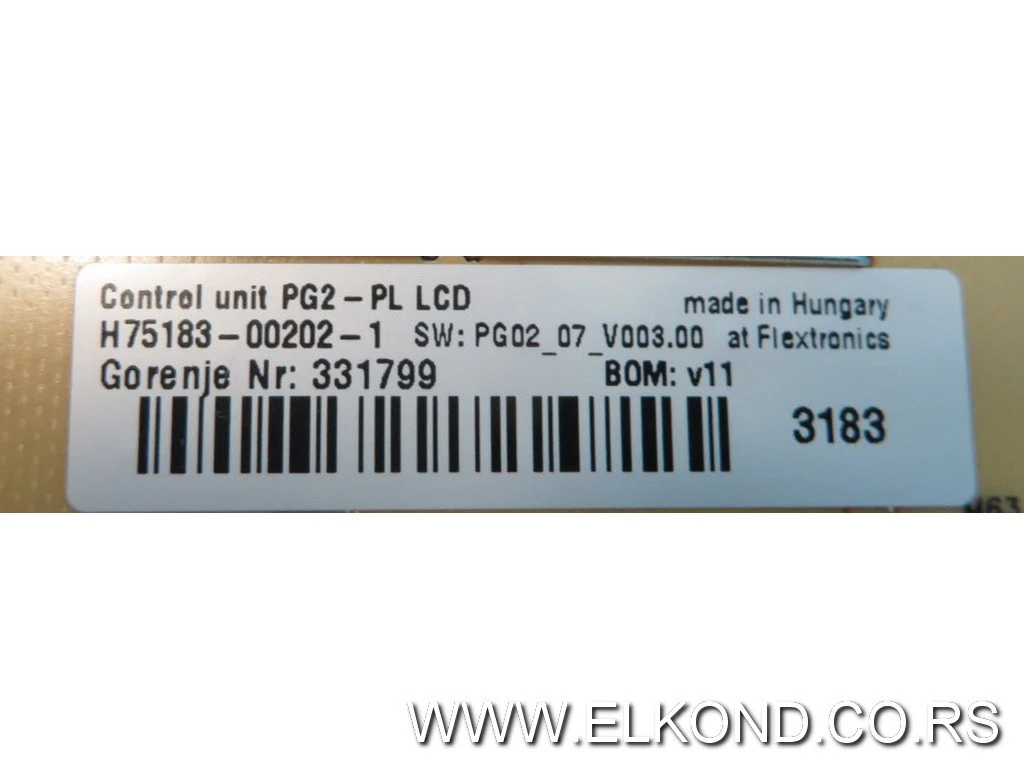 Control unit PG2-PL LCD
made in Hungary
H75183-00202-1 SW: PG02_07_V003.00 at Flextronics
Gorenje Nr: 331799 BOM: v11
3183
WWW.ELKOND.CO.RS